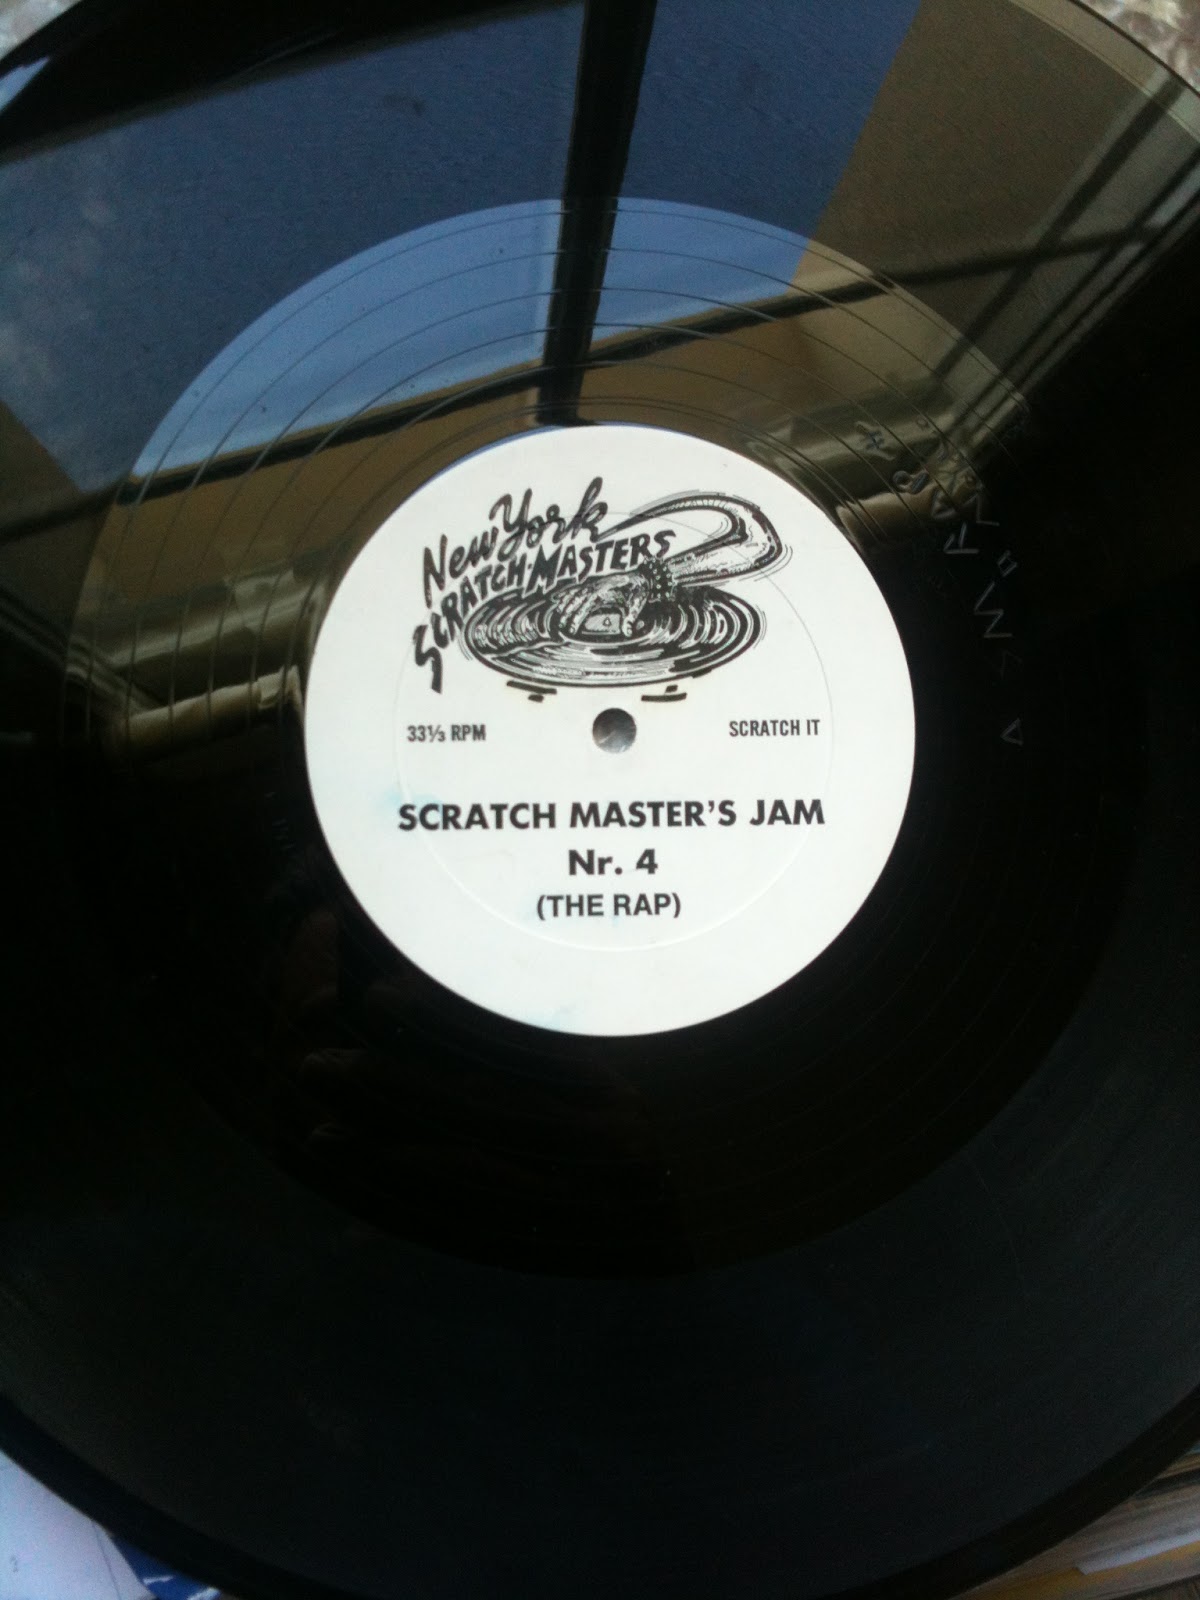 New York
SCRATCH·MASTERS
33⅓ RPM
SCRATCH IT
SCRATCH MASTER'S JAM
Nr. 4
(THE RAP)